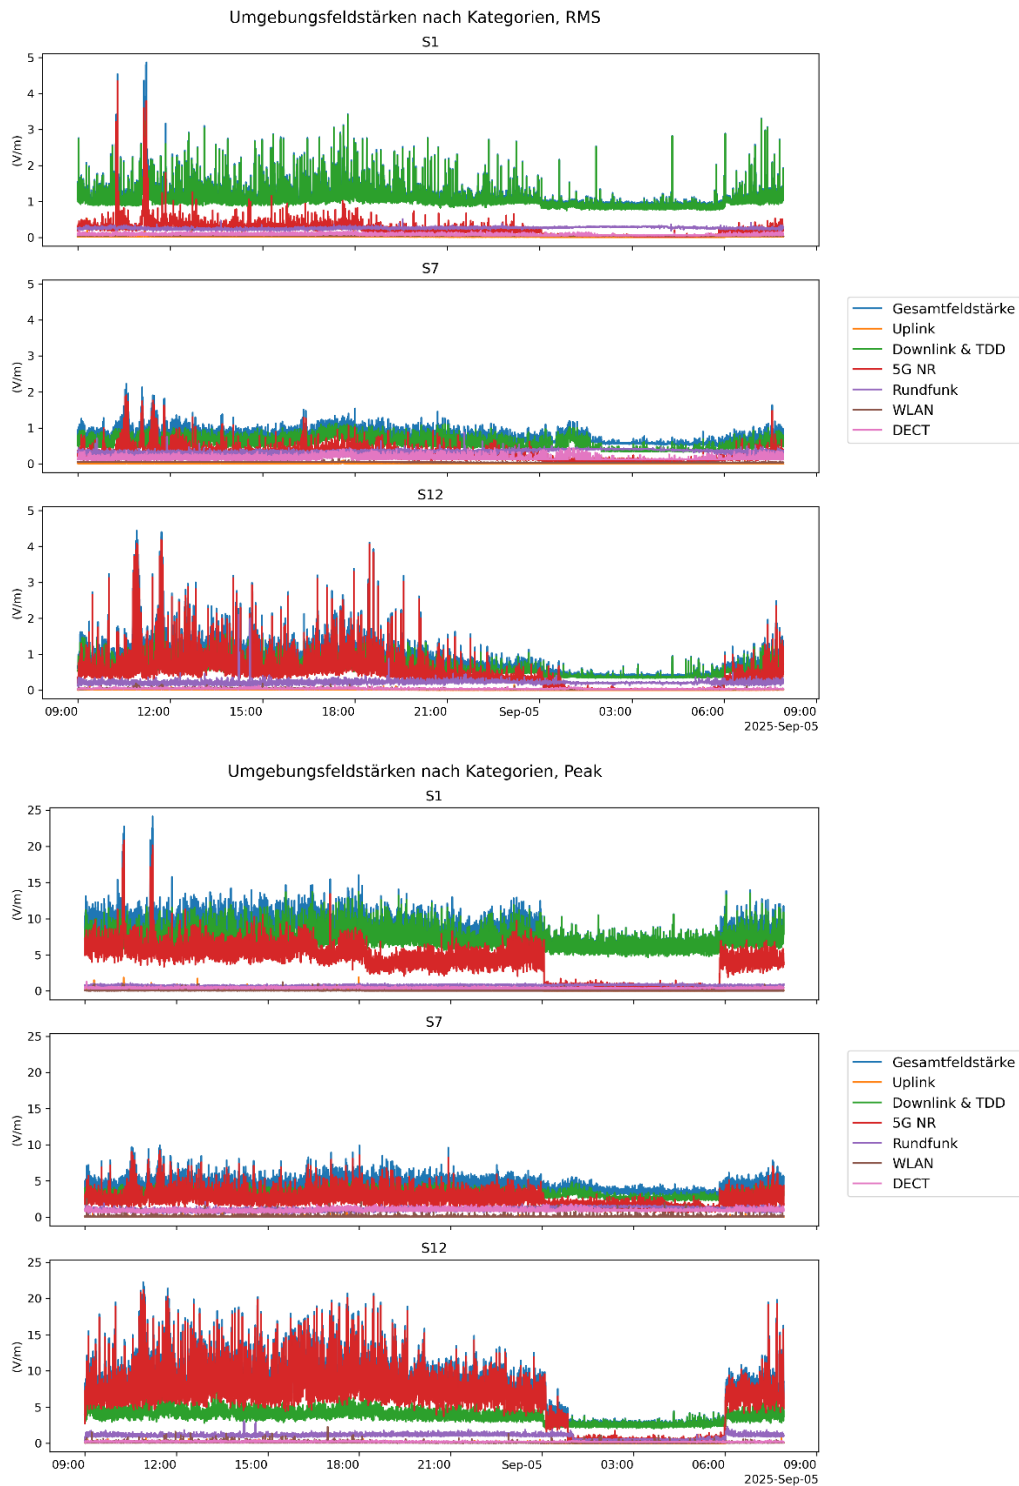 Umgebungsfeldstärken nach Kategorien, RMS
S1
5
4
3
2
1
0
(V/m)
S7
5
4
3
2
1
0
(V/m)
Gesamtfeldstärke
Uplink
Downlink & TDD
5G NR
Rundfunk
WLAN
DECT
S12
5
4
3
2
1
0
(V/m)
09:00 12:00 15:00 18:00 21:00 Sep-05 03:00 06:00 09:00
2025-Sep-05
Umgebungsfeldstärken nach Kategorien, Peak
S1
25
20
15
10
5
0
(V/m)
S7
25
20
15
10
5
0
(V/m)
Gesamtfeldstärke
Uplink
Downlink & TDD
5G NR
Rundfunk
WLAN
DECT
S12
25
20
15
10
5
0
(V/m)
09:00 12:00 15:00 18:00 21:00 Sep-05 03:00 06:00 09:00
2025-Sep-05